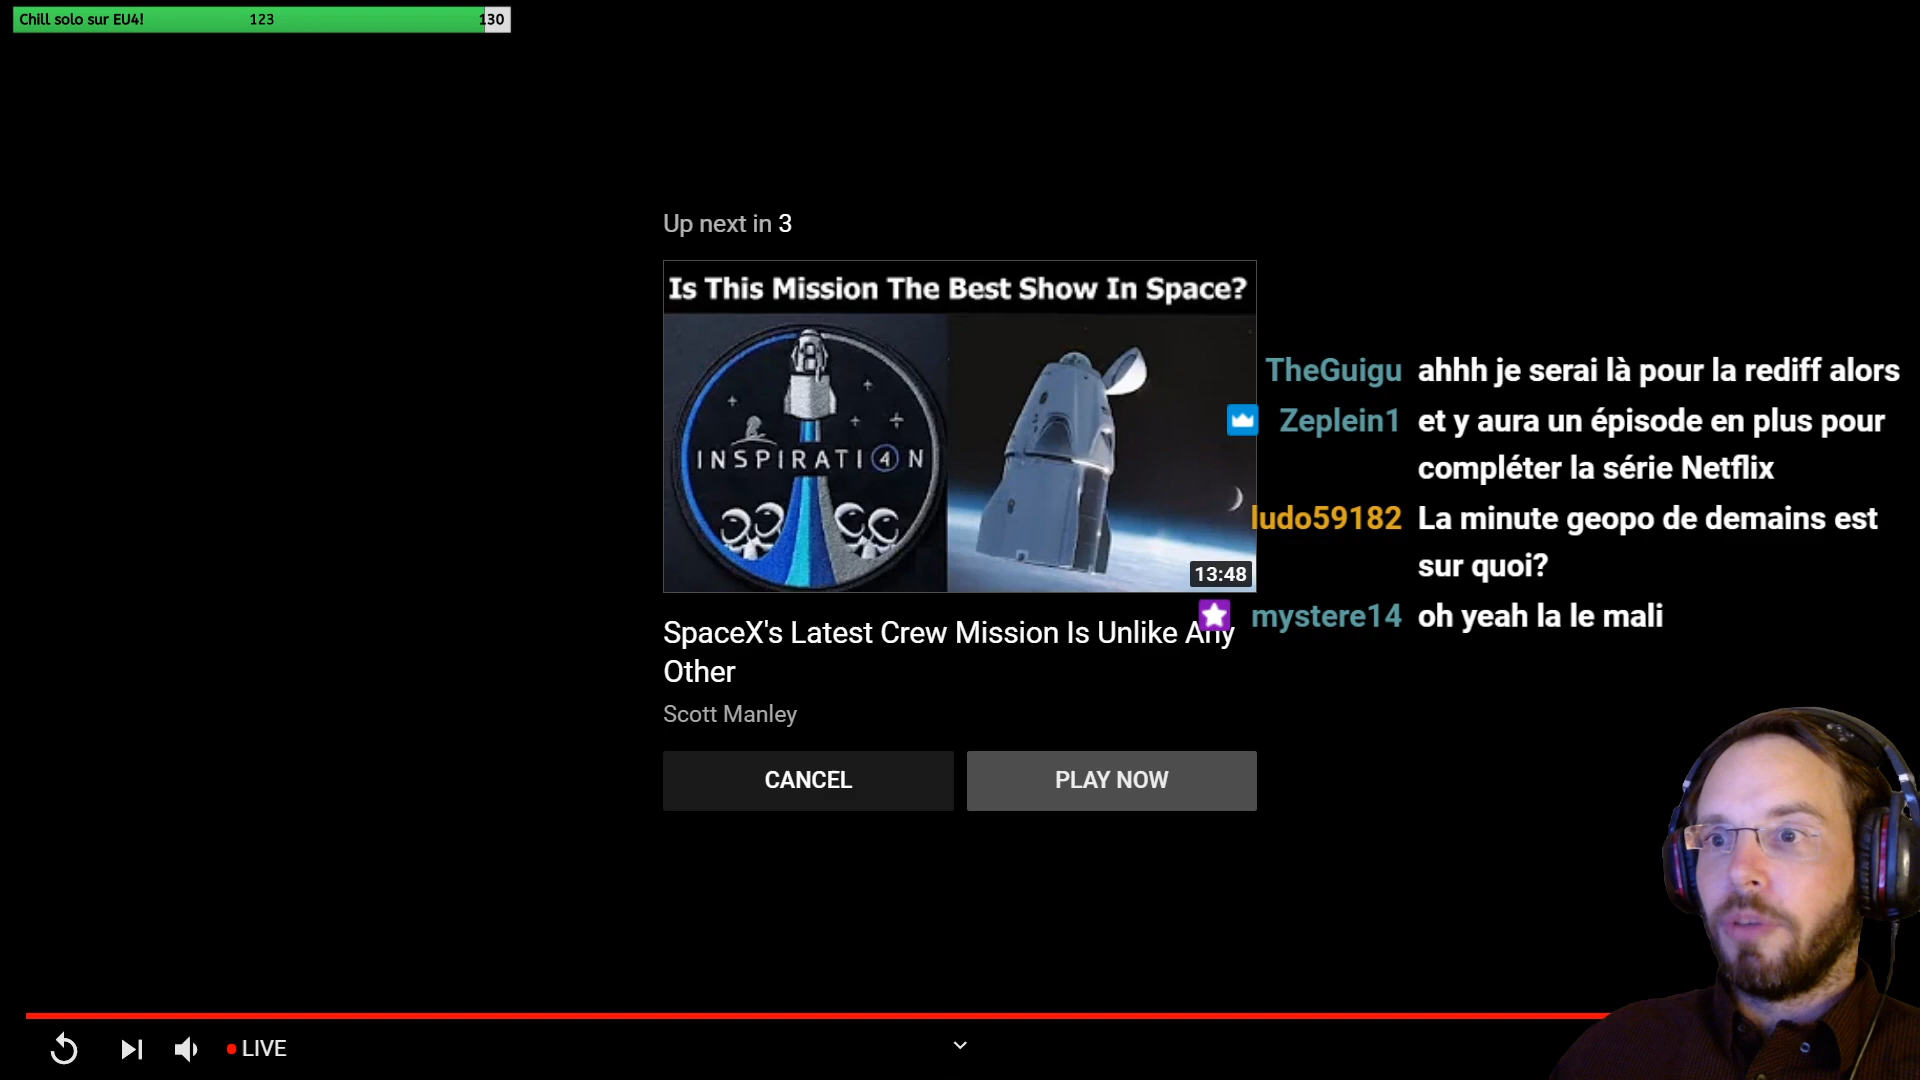 Chill solo sur EU4! 123 130
Up next in 3
Is This Mission The Best Show In Space?
INSPIRATI4N
13:48
SpaceX's Latest Crew Mission Is Unlike Any
Other
Scott Manley
CANCEL PLAY NOW
TheGuigu ahhh je serai là pour la rediff alors
Zeplein1 et y aura un épisode en plus pour
compléter la série Netflix
ludo59182 La minute geopo de demains est
sur quoi?
mystere14 oh yeah la le mali
LIVE